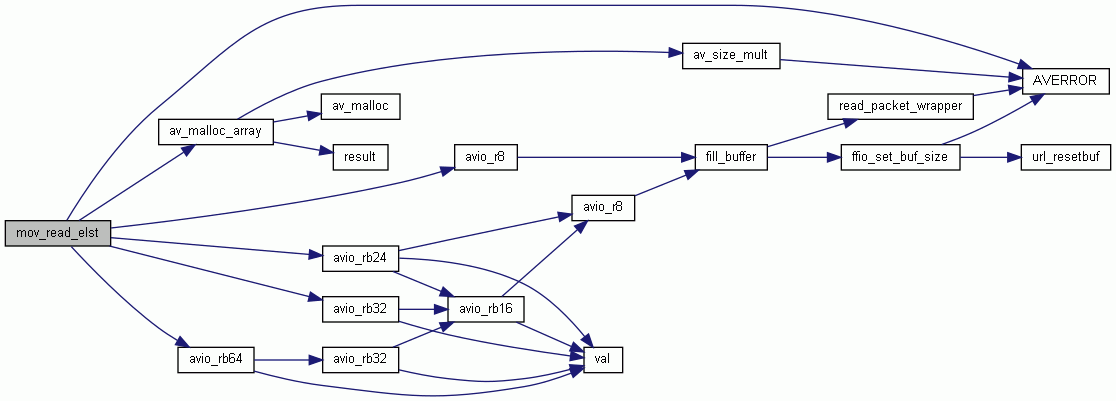 av_size_mult
AVERROR
av_malloc
read_packet_wrapper
av_malloc_array
result
avio_r8
fill_buffer
ffio_set_buf_size
url_resetbuf
avio_r8
mov_read_elst
avio_rb24
avio_rb32
avio_rb16
avio_rb64
avio_rb32
val